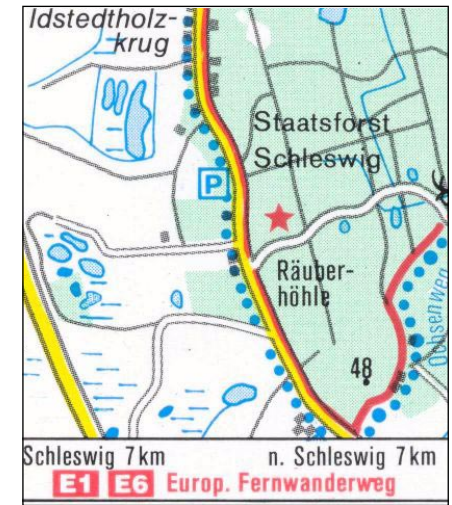 Idstedtholz-
krug
Staatsforst
Schleswig
P
Räuber-
höhle
Ochsenweg
48
Schleswig 7km
n. Schleswig 7km
E1 E6 Europ. Fernwanderweg